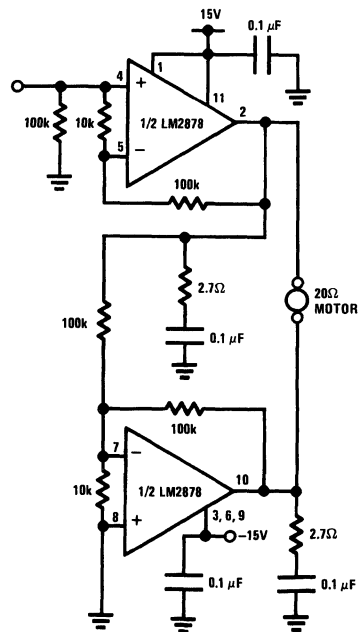 15V
0.1 μF
1
4
+
11
100k
10k
1/2 LM2878
2
5
−
100k
2.7Ω
20Ω
MOTOR
100k
0.1 μF
100k
7
−
10
10k
1/2 LM2878
8
+
3, 6, 9
−15V
2.7Ω
0.1 μF
0.1 μF